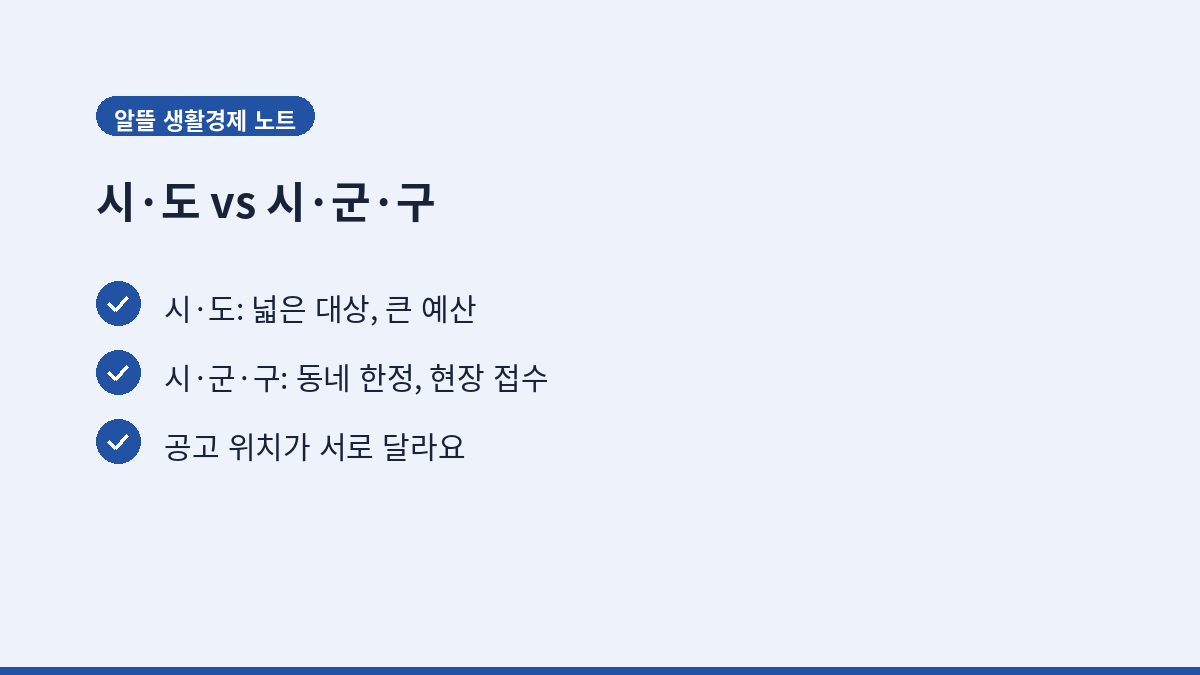 알뜰 생활경제 노트
시·도 vs 시·군·구
시·도: 넓은 대상, 큰 예산
시·군·구: 동네 한정, 현장 접수
공고 위치가 서로 달라요